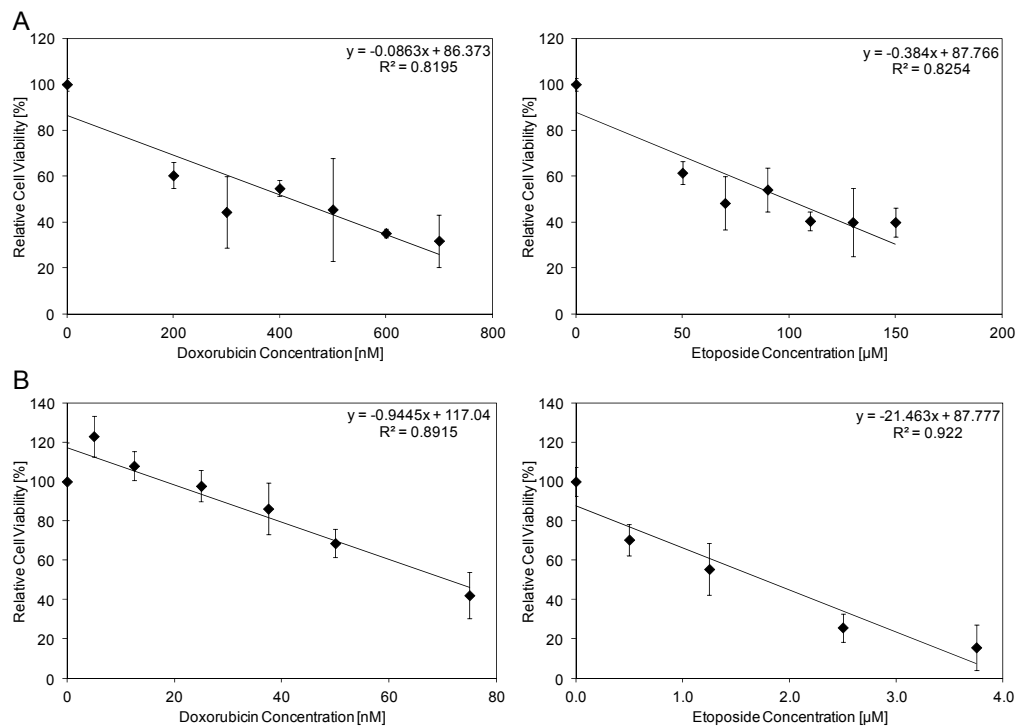 A
120
100
80
60
40
20
0
Relative Cell Viability [%]
y = -0.0863x + 86.373
R² = 0.8195
0 200 400 600 800
Doxorubicin Concentration [nM]
120
100
80
60
40
20
0
Relative Cell Viability [%]
y = -0.384x + 87.766
R² = 0.8254
0 50 100 150 200
Etoposide Concentration [µM]
B
140
120
100
80
60
40
20
0
Relative Cell Viability [%]
y = -0.9445x + 117.04
R² = 0.8915
0 20 40 60 80
Doxorubicin Concentration [nM]
140
120
100
80
60
40
20
0
Relative Cell Viability [%]
y = -21.463x + 87.777
R² = 0.922
0.0 1.0 2.0 3.0 4.0
Etoposide Concentration [µM]